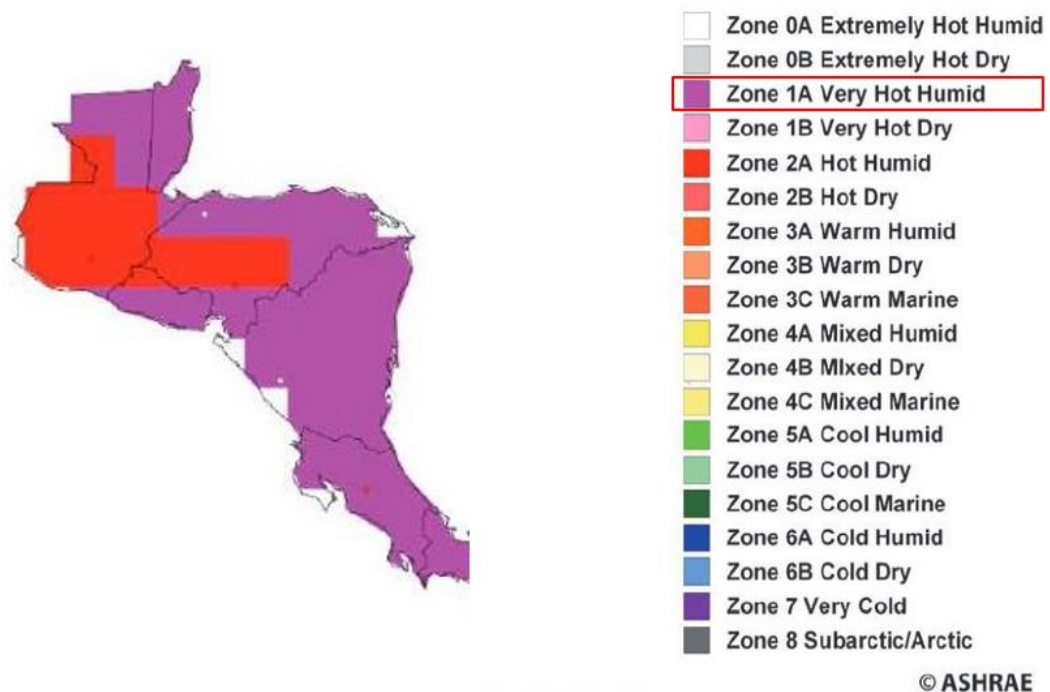 Zone 0A Extremely Hot Humid
Zone 0B Extremely Hot Dry
Zone 1A Very Hot Humid
Zone 1B Very Hot Dry
Zone 2A Hot Humid
Zone 2B Hot Dry
Zone 3A Warm Humid
Zone 3B Warm Dry
Zone 3C Warm Marine
Zone 4A Mixed Humid
Zone 4B MIxed Dry
Zone 4C Mixed Marine
Zone 5A Cool Humid
Zone 5B Cool Dry
Zone 5C Cool Marine
Zone 6A Cold Humid
Zone 6B Cold Dry
Zone 7 Very Cold
Zone 8 Subarctic/Arctic
© ASHRAE